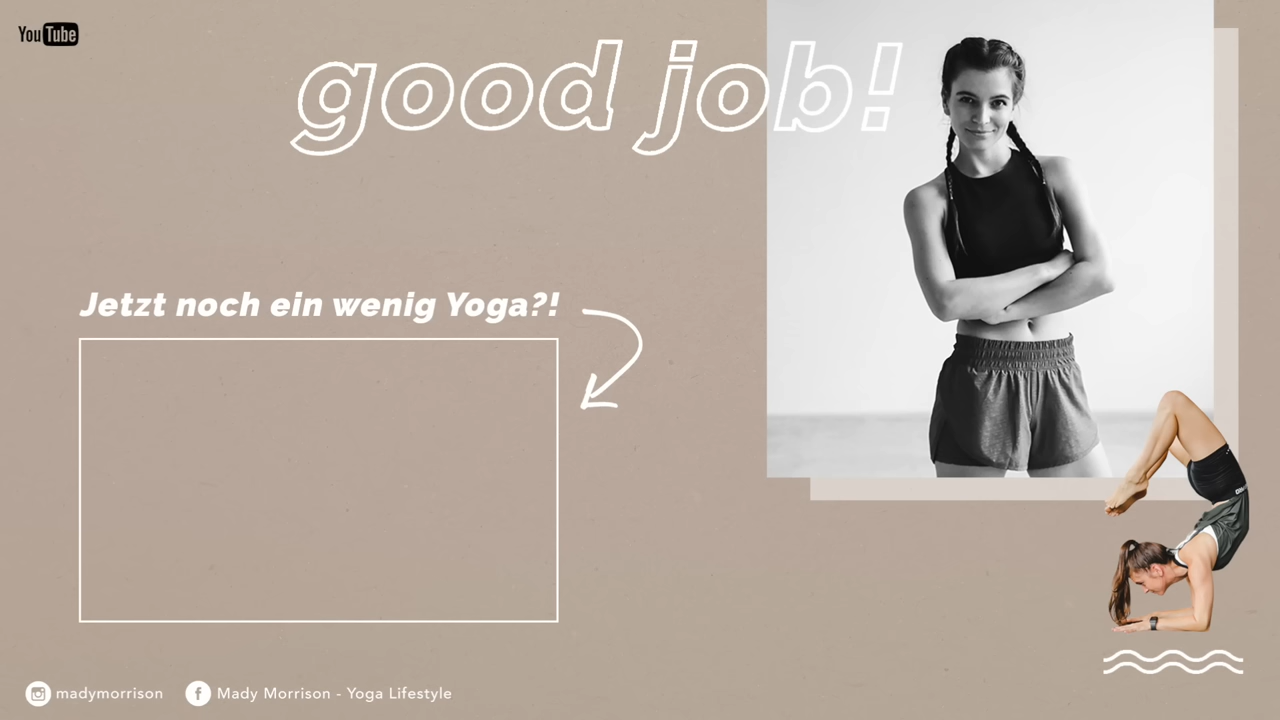 YouTube
good job!
Jetzt noch ein wenig Yoga?!
madymorrison
Mady Morrison - Yoga Lifestyle